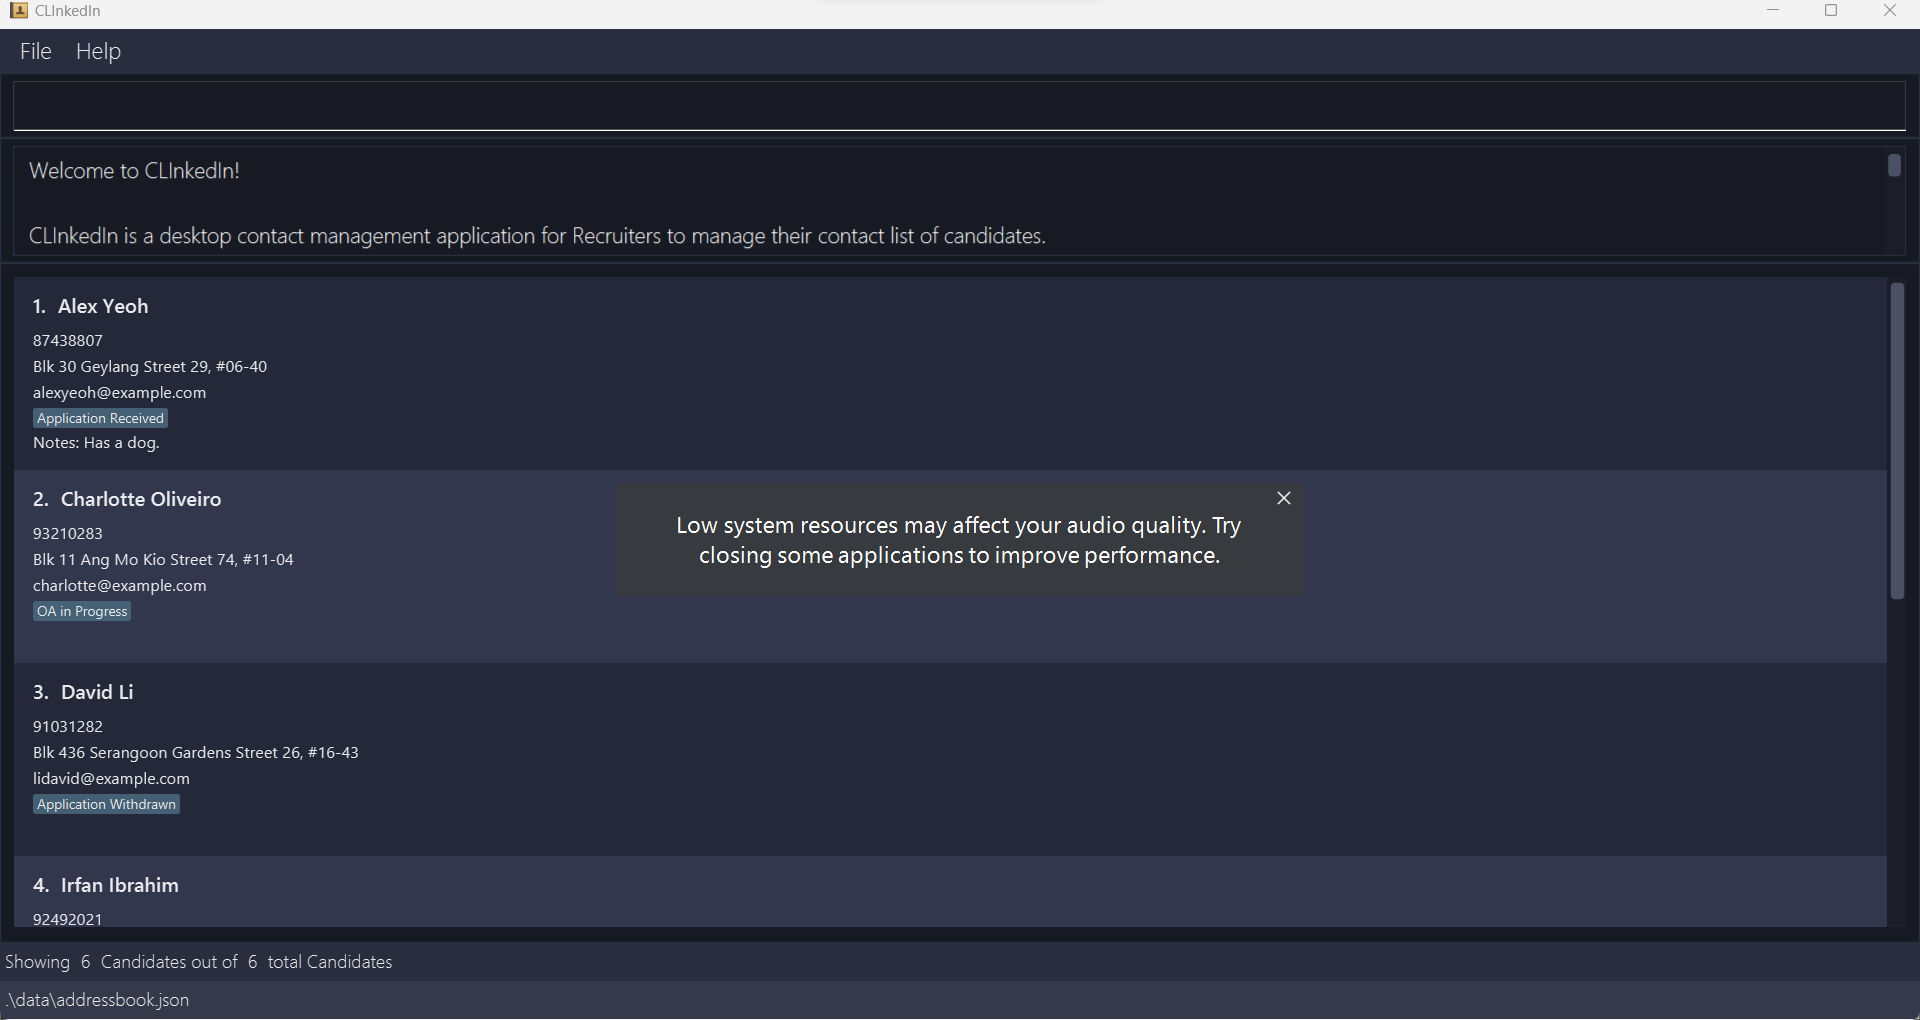 CLInkedIn
File Help
Welcome to CLInkedIn!
CLInkedIn is a desktop contact management application for Recruiters to manage their contact list of candidates.
1. Alex Yeoh
87438807
Blk 30 Geylang Street 29, #06-40
alexyeoh@example.com
Application Received
Notes: Has a dog.
2. Charlotte Oliveiro
93210283
Blk 11 Ang Mo Kio Street 74, #11-04
charlotte@example.com
OA in Progress
Low system resources may affect your audio quality. Try
closing some applications to improve performance.
3. David Li
91031282
Blk 436 Serangoon Gardens Street 26, #16-43
lidavid@example.com
Application Withdrawn
4. Irfan Ibrahim
92492021
Showing 6 Candidates out of 6 total Candidates
.\data\addressbook.json